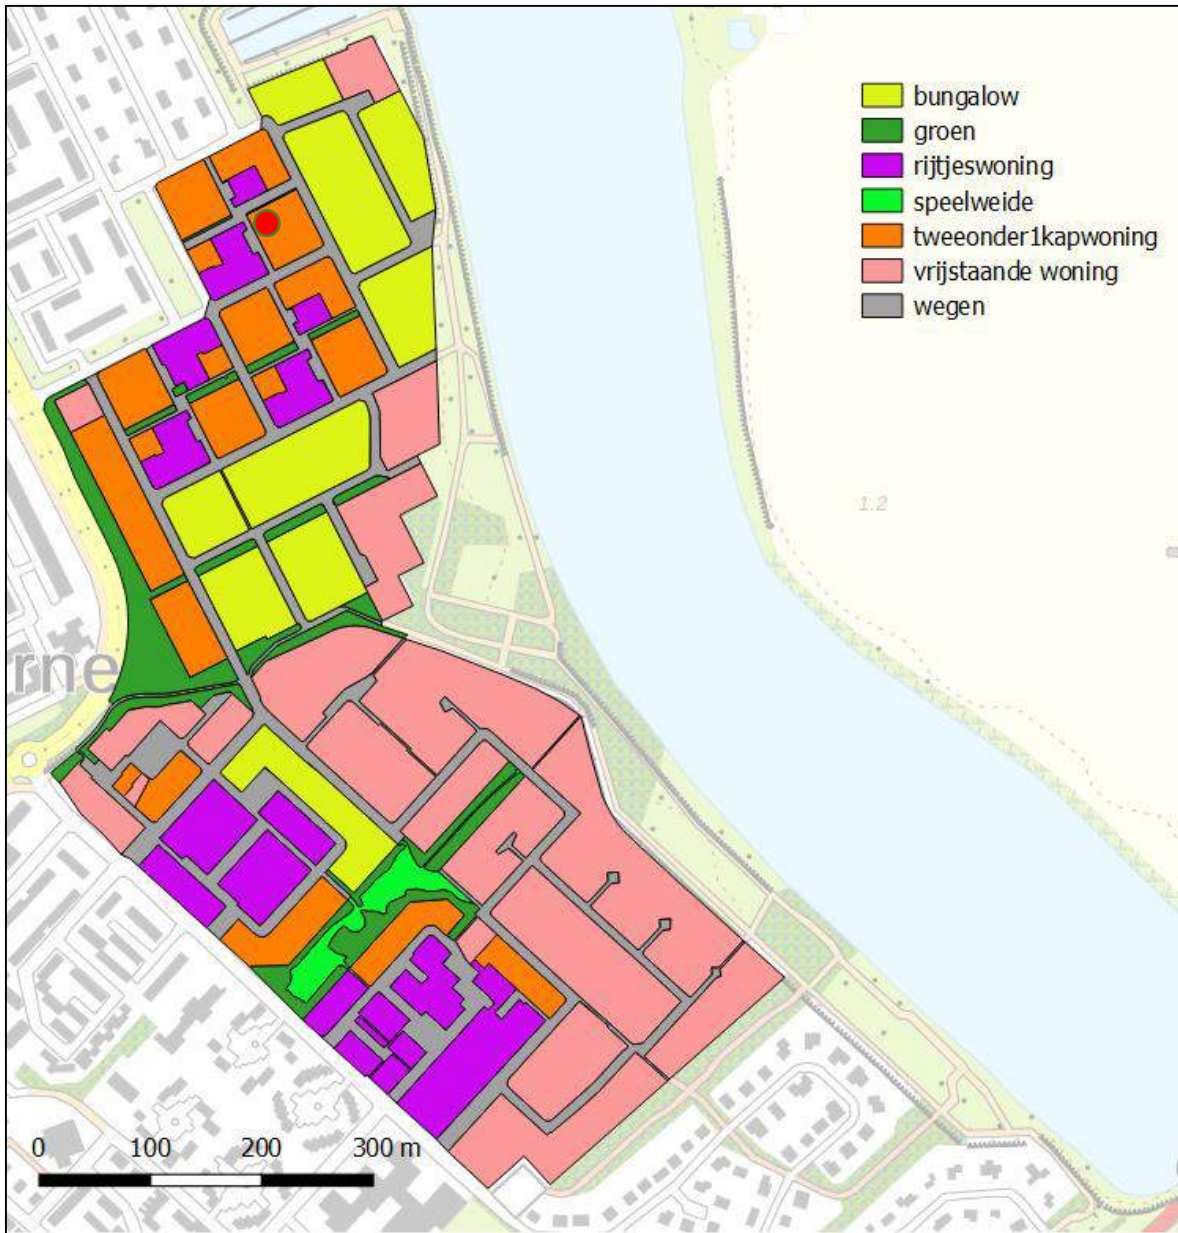 bungalow
groen
rijtjeswoning
speelweide
tweeonder1kapwoning
vrijstaande woning
wegen
1.2
rne
0 100 200 300 m